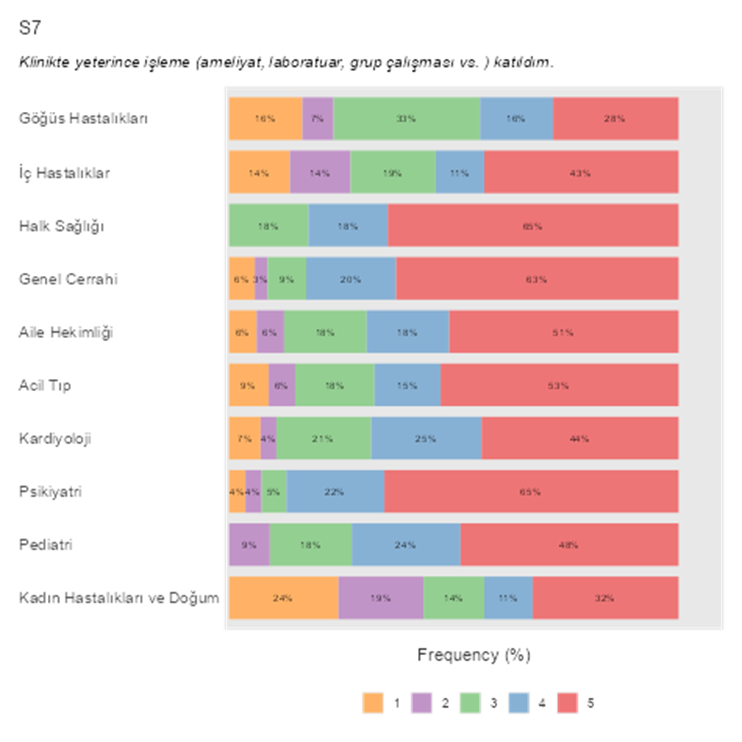 S7
Klinikte yeterince işleme (ameliyat, laboratuar, grup çalışması vs. ) katıldım.
Göğüs Hastalıkları 16% 7% 33% 16% 28%
İç Hastalıklar 14% 14% 19% 11% 43%
Halk Sağlığı 18% 18% 65%
Genel Cerrahi 6% 3% 9% 20% 63%
Aile Hekimliği 6% 6% 18% 18% 51%
Acil Tıp 9% 6% 18% 15% 53%
Kardiyoloji 7% 4% 21% 25% 44%
Psikiyatri 4% 4% 5% 22% 65%
Pediatri 9% 18% 24% 48%
Kadın Hastalıkları ve Doğum 24% 19% 14% 11% 32%
Frequency (%)
1 2 3 4 5